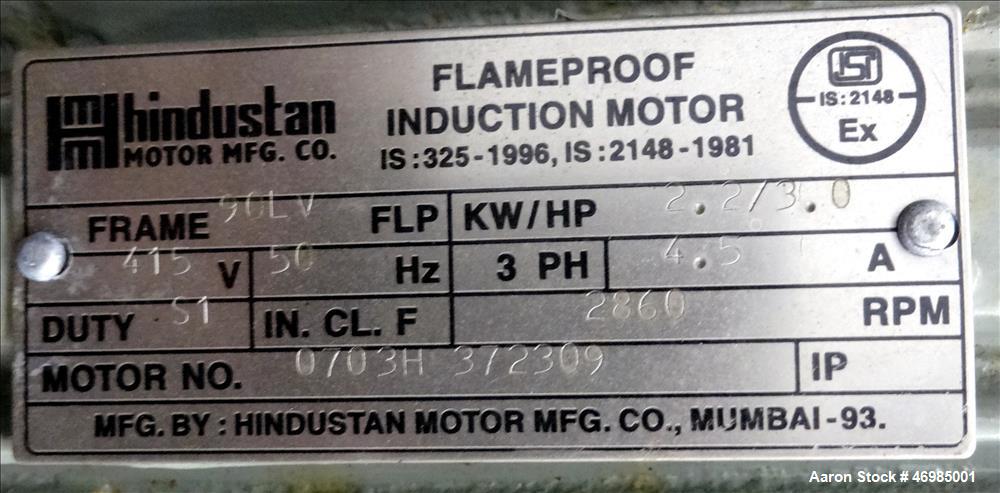 hindustan
MOTOR MFG. CO.
FLAMEPROOF
INDUCTION MOTOR
IS:325-1996, IS:2148-1981
ISI
IS:2148
Ex
FRAME 90LV FLP KW/HP 2.2/3.0
415 V 50 Hz 3 PH 4.5 A
DUTY S1 IN. CL. F 2860 RPM
MOTOR NO. 0703H 372309 IP
MFG. BY : HINDUSTAN MOTOR MFG. CO., MUMBAI-93.
Aaron Stock # 46985001